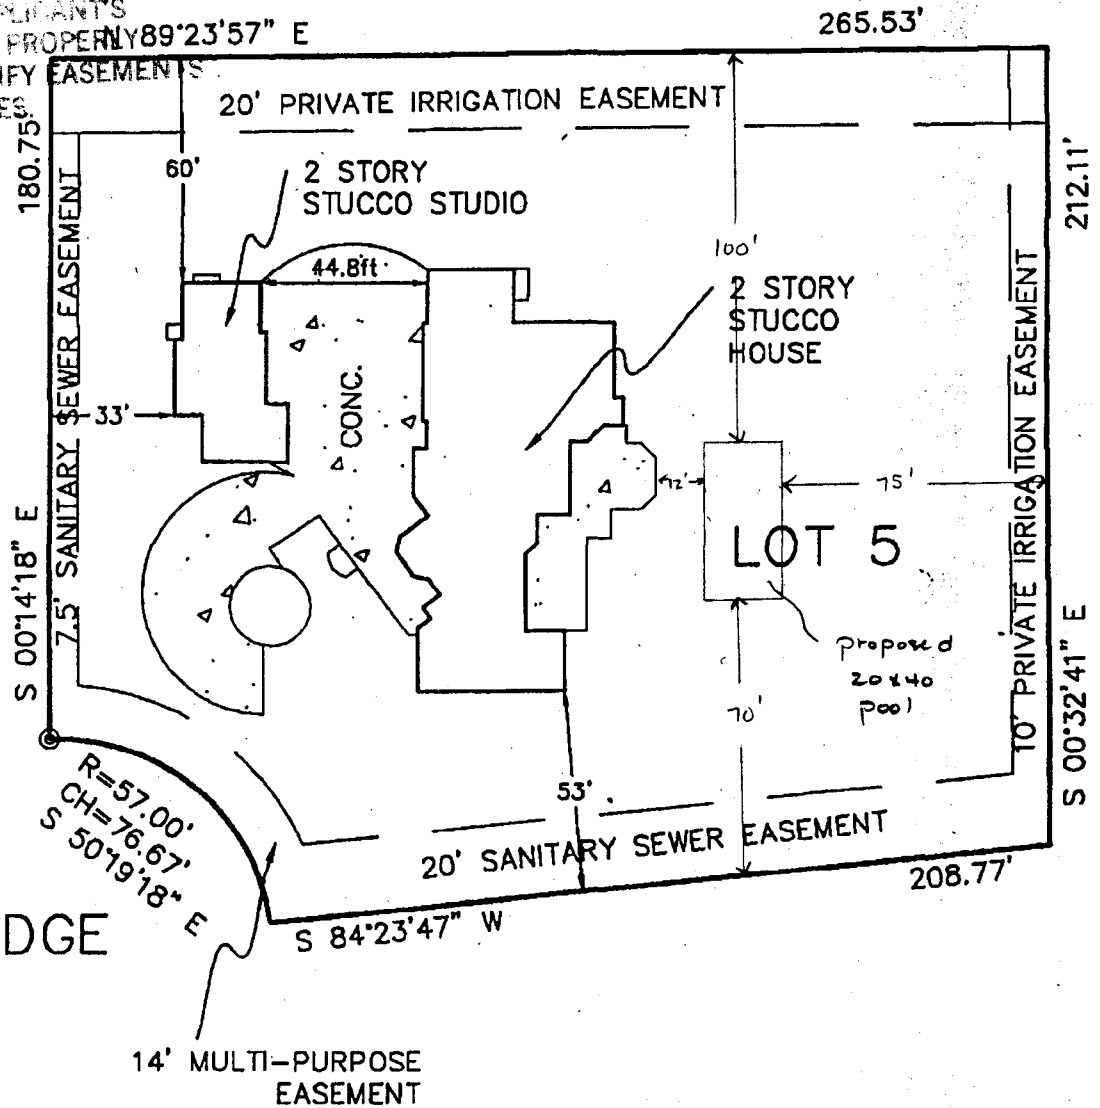 PROPERTY
N 89°23'57" E
265.53'
EASEMENTS
20' PRIVATE IRRIGATION EASEMENT
180.75'
212.11'
60'
2 STORY
STUCCO STUDIO
100'
44.8ft
2 STORY
STUCCO
HOUSE
CONC.
7.5' SANITARY SEWER EASEMENT
33'
10' PRIVATE IRRIGATION EASEMENT
75'
LOT 5
S 00°14'18" E
proposed
20x40
pool
70'
S 00°32'41" E
53'
R=57.00'
CH=76.67'
S 50°19'18" E
20' SANITARY SEWER EASEMENT
208.77'
S 84°23'47" W
DGE
14' MULTI-PURPOSE
EASEMENT